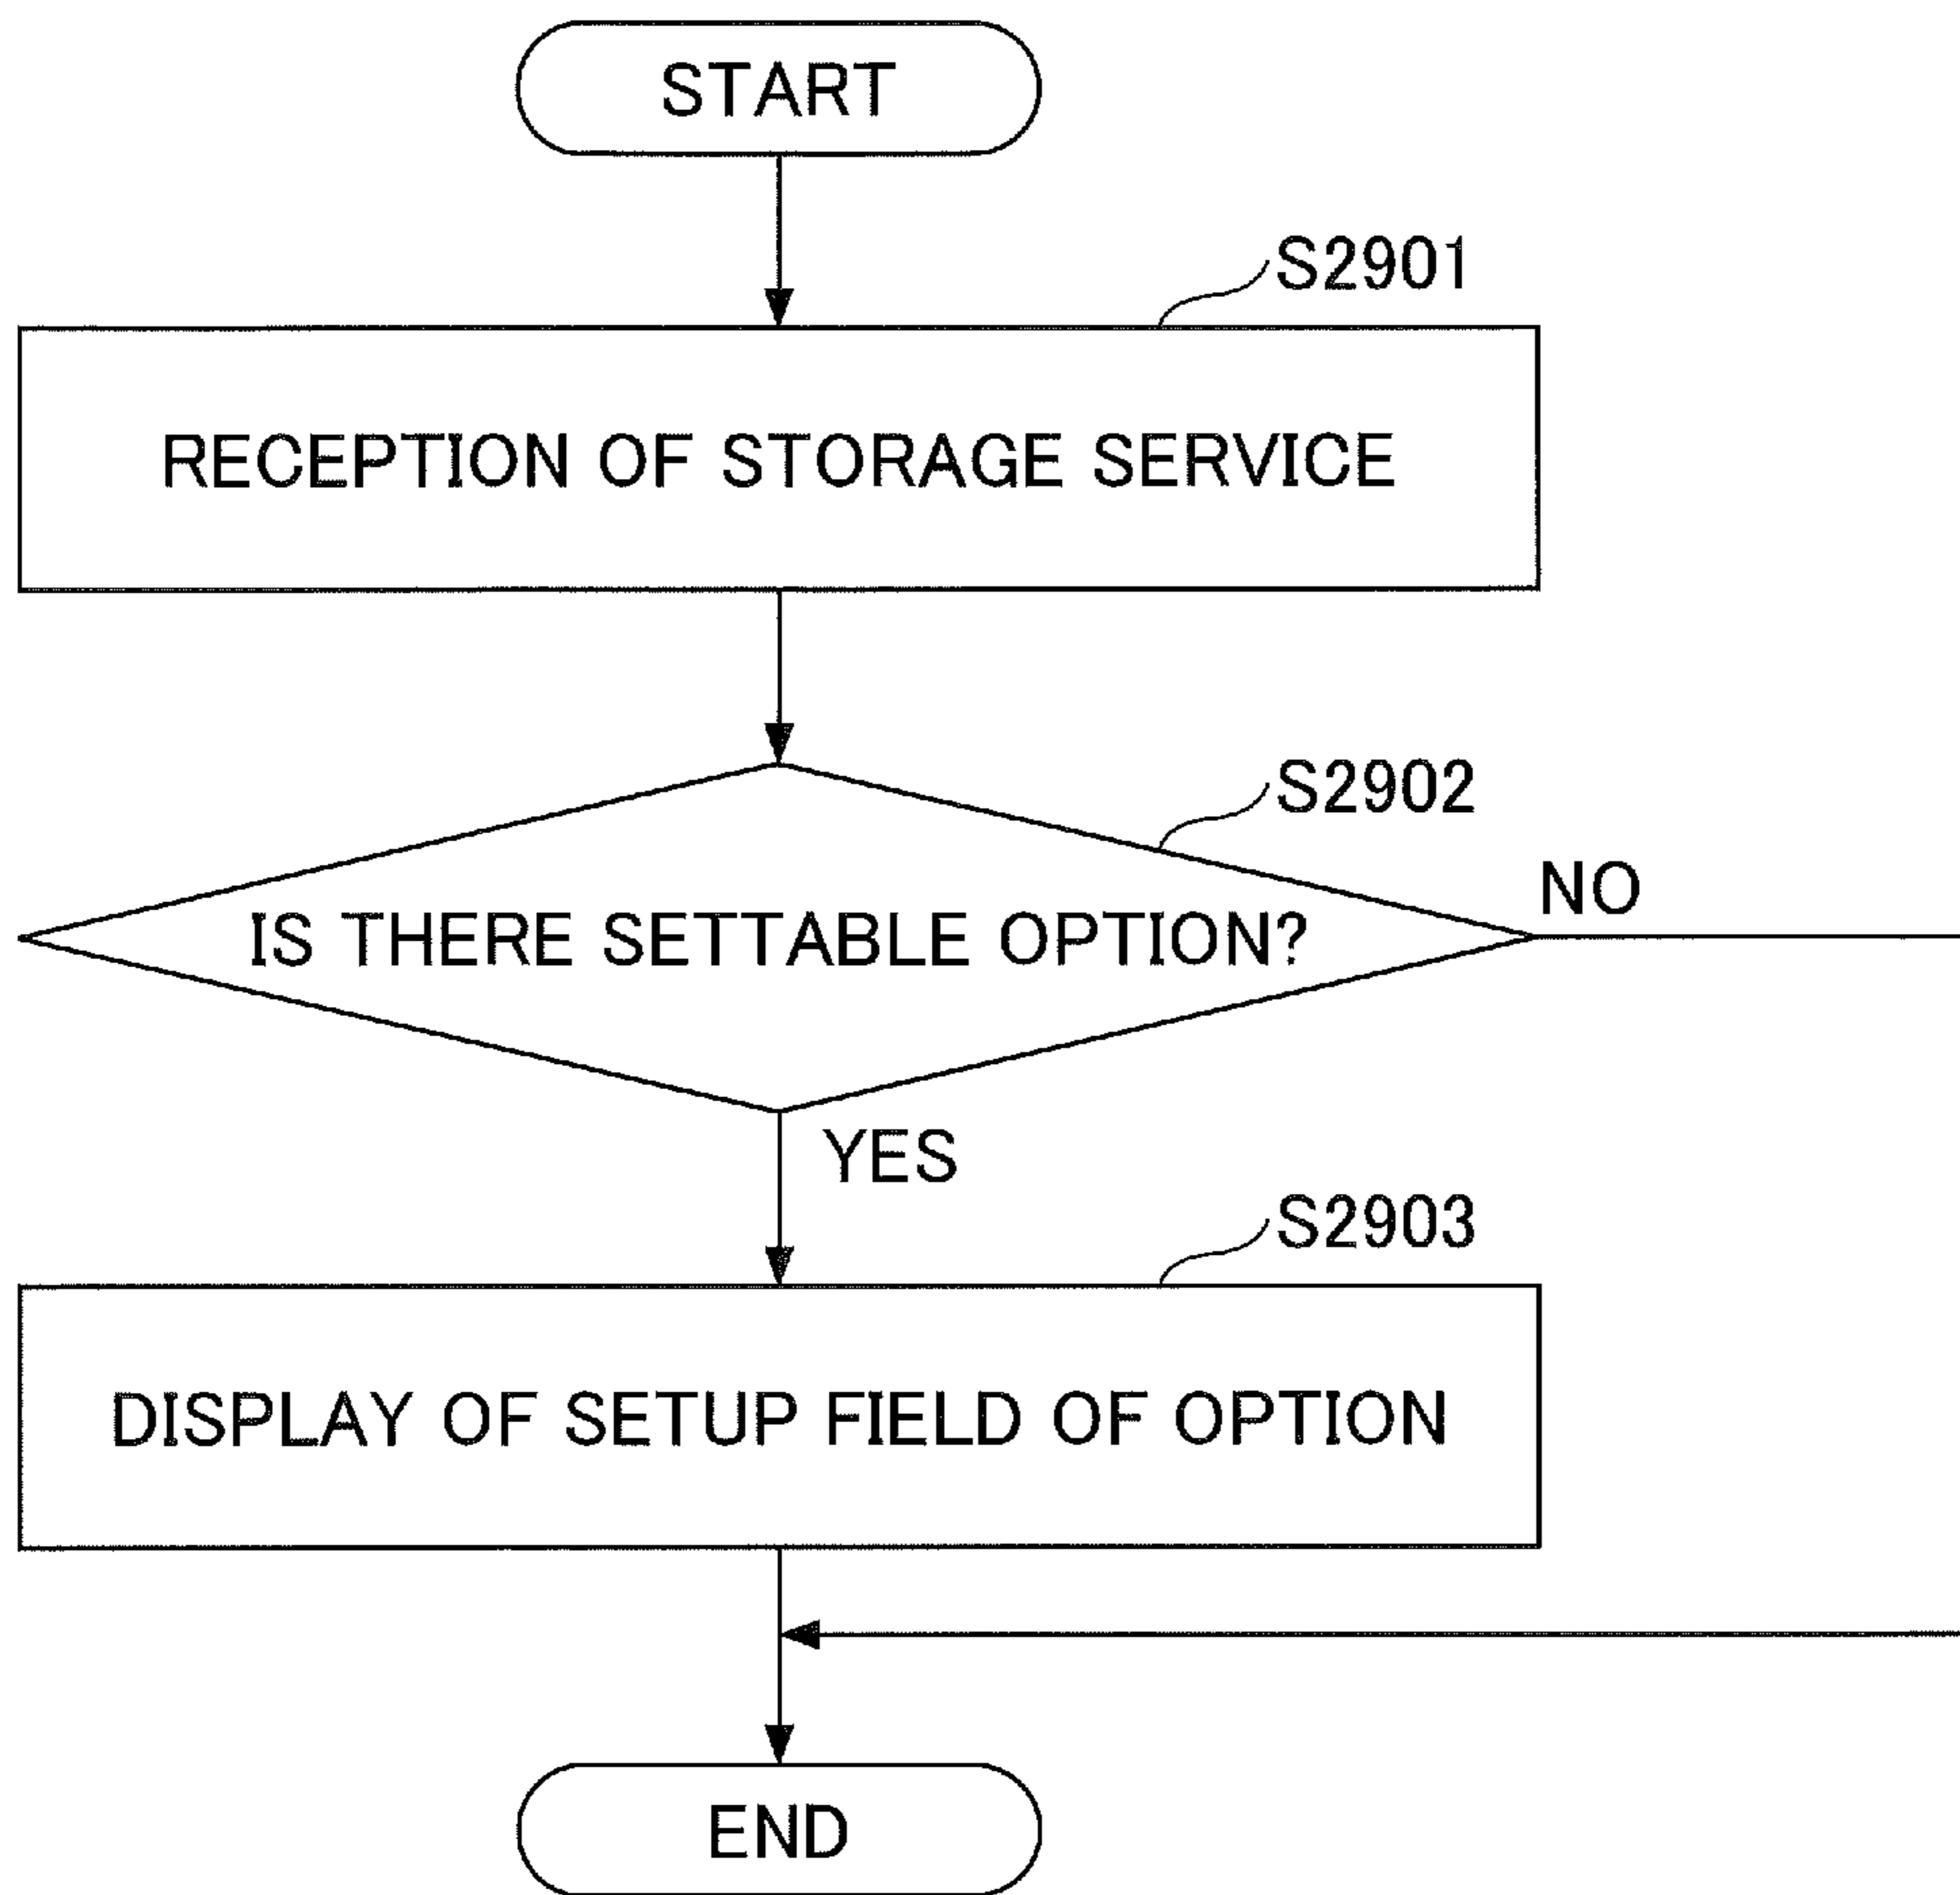 START
S2901
RECEPTION OF STORAGE SERVICE
S2902
NO
IS THERE SETTABLE OPTION?
YES
S2903
DISPLAY OF SETUP FIELD OF OPTION
END